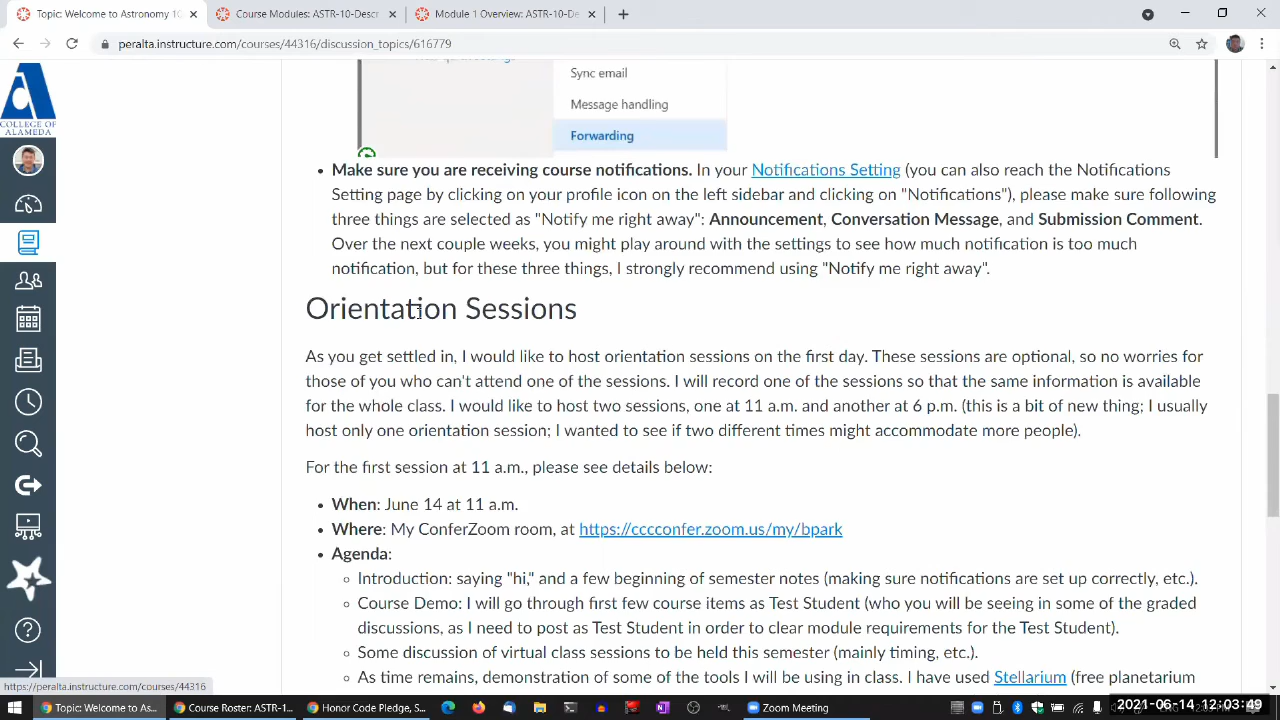 Topic: Welcome to Astronomy 10
Course Modules: ASTR-10-Descr
Module 1 Overview: ASTR-10-De
peralta.instructure.com/courses/44316/discussion_topics/616779
COLLEGE OF
ALAMEDA
Sync email
Message handling
Forwarding
• Make sure you are receiving course notifications. In your Notifications Setting (you can also reach the Notifications
Setting page by clicking on your profile icon on the left sidebar and clicking on "Notifications"), please make sure following
three things are selected as "Notify me right away": Announcement, Conversation Message, and Submission Comment.
Over the next couple weeks, you might play around with the settings to see how much notification is too much
notification, but for these three things, I strongly recommend using "Notify me right away".
Orientation Sessions
As you get settled in, I would like to host orientation sessions on the first day. These sessions are optional, so no worries for
those of you who can't attend one of the sessions. I will record one of the sessions so that the same information is available
for the whole class. I would like to host two sessions, one at 11 a.m. and another at 6 p.m. (this is a bit of new thing; I usually
host only one orientation session; I wanted to see if two different times might accommodate more people).
For the first session at 11 a.m., please see details below:
• When: June 14 at 11 a.m.
• Where: My ConferZoom room, at https://cccconfer.zoom.us/my/bpark
• Agenda:
◦ Introduction: saying "hi," and a few beginning of semester notes (making sure notifications are set up correctly, etc.).
◦ Course Demo: I will go through first few course items as Test Student (who you will be seeing in some of the graded
discussions, as I need to post as Test Student in order to clear module requirements for the Test Student).
◦ Some discussion of virtual class sessions to be held this semester (mainly timing, etc.).
◦ As time remains, demonstration of some of the tools I will be using in class. I have used Stellarium (free planetarium
https://peralta.instructure.com/courses/44316
Topic: Welcome to As...
Course Roster: ASTR-1...
Honor Code Pledge, S...
Zoom Meeting
2021-06-14 12:03:49